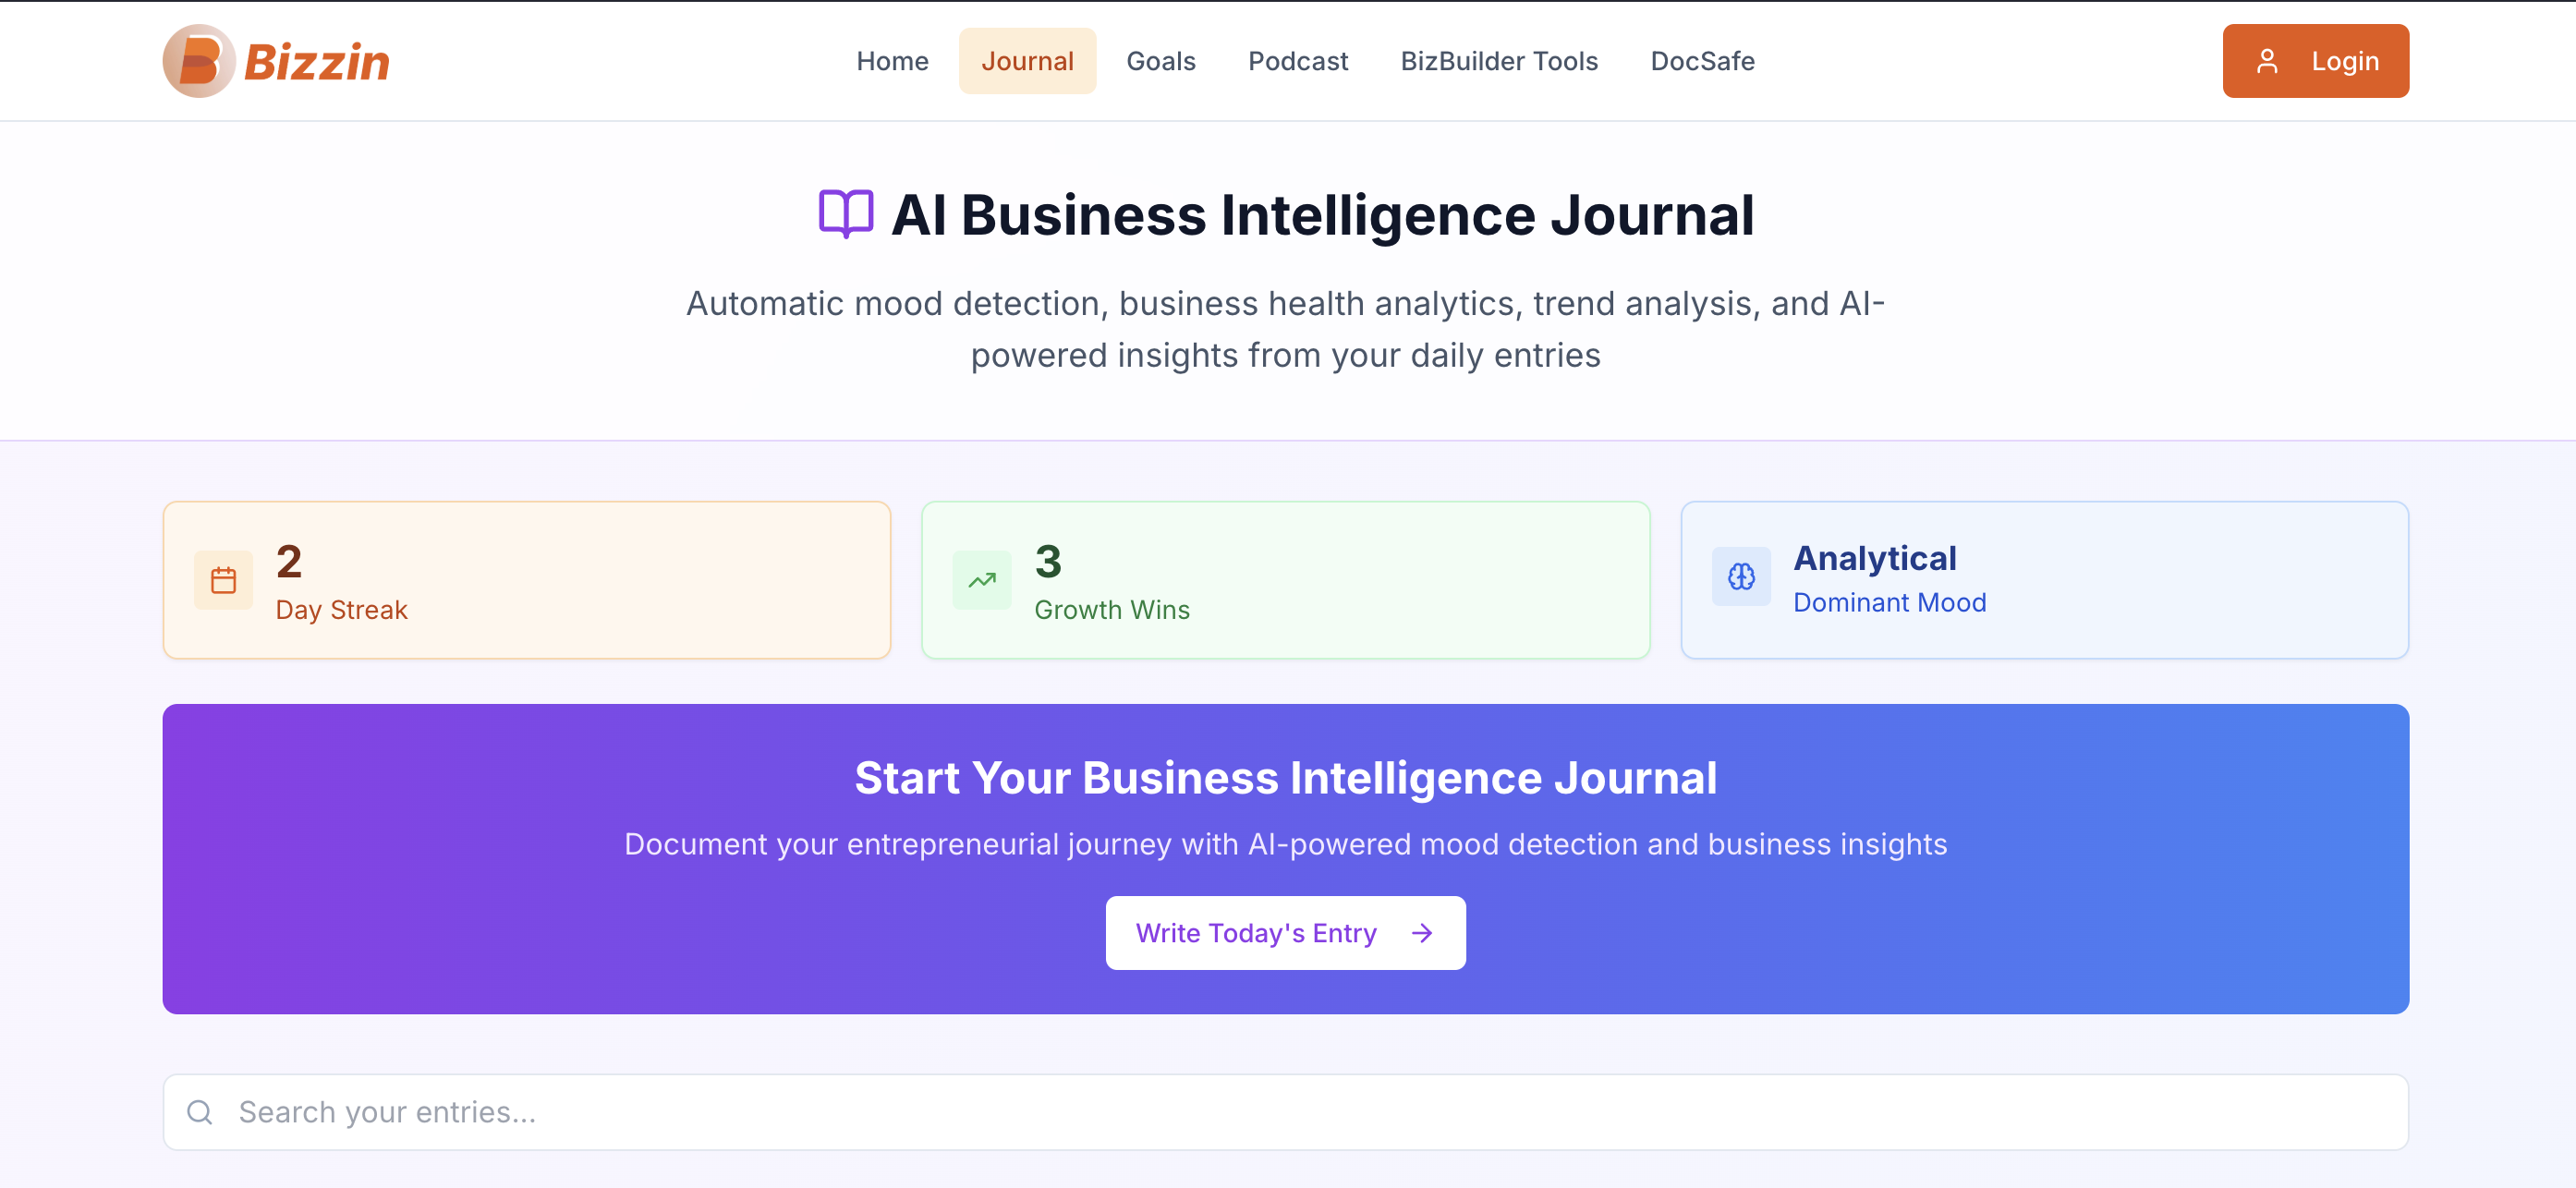 Bizzin
Home Journal Goals Podcast BizBuilder Tools DocSafe Login
AI Business Intelligence Journal
Automatic mood detection, business health analytics, trend analysis, and AI-
powered insights from your daily entries
2
Day Streak
3
Growth Wins
Analytical
Dominant Mood
Start Your Business Intelligence Journal
Document your entrepreneurial journey with AI-powered mood detection and business insights
Write Today's Entry
Search your entries...